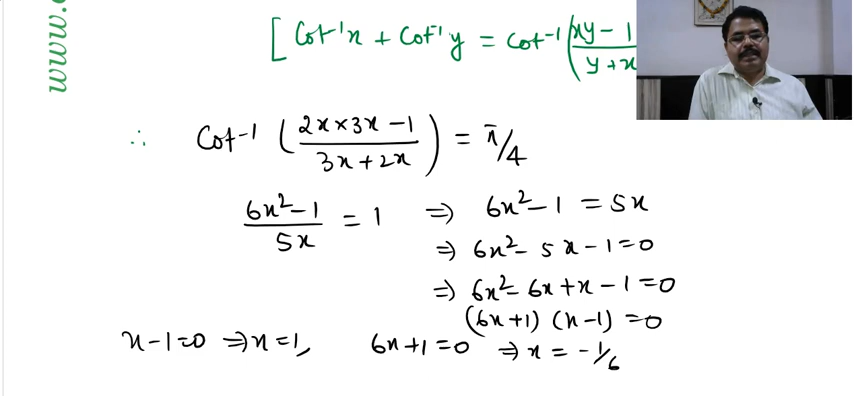 www.
[ Cot⁻¹x + Cot⁻¹y = Cot⁻¹ (xy - 1 / y + x
∴ Cot⁻¹ (2x × 3x - 1 / 3x + 2x) = π/4
6x² - 1 / 5x = 1 ⇒ 6x² - 1 = 5x
⇒ 6x² - 5x - 1 = 0
⇒ 6x² - 6x + x - 1 = 0
(6x + 1) (x - 1) = 0
x - 1 = 0 ⇒ x = 1, 6x + 1 = 0 ⇒ x = -1/6